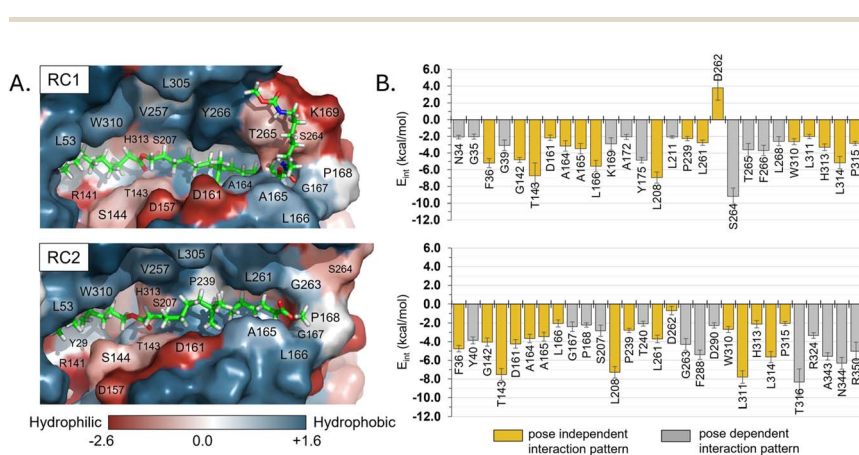 A.
RC1
L305
V257
Y266
K169
W310
T265
S264
L53
H313 S207
P168
R141
T143
A164
G167
S144
D157
D161
A165
L166
RC2
L305
S264
V257
L261
P239
G263
W310
H313
L53
S207
P168
G167
Y29
T143
A165
R141
S144
D161
L166
D157
Hydrophilic
Hydrophobic
-2.6
0.0
+1.6
B.
E int (kcal/mol)
6.0
4.0
2.0
0.0
-2.0
-4.0
-6.0
-8.0
-10.0
-12.0
N34 G35 F36 G39 G142 T143 D161 A164 A165 L166 K169 A172 Y175 L208 L211 P239 L261 D262 S264 T265 F266 L268 W310 L311 H313 L314 P315
E int (kcal/mol)
6.0
4.0
2.0
0.0
-2.0
-4.0
-6.0
-8.0
-10.0
-12.0
F36 Y40 G142 T143 D161 A164 A165 L166 G167 P168 S207 L208 P239 T240 L261 D262 G263 F288 D290 W310 L311 H313 L314 P315 T316 R324 A343 N344 R350
pose independent
interaction pattern
pose dependent
interaction pattern